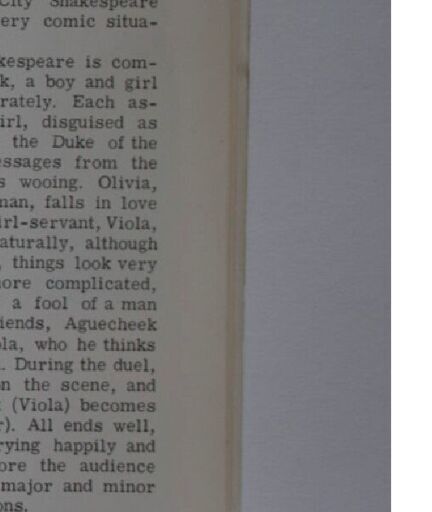 City Shakespeare
ery comic situa-
kespeare is com-
k, a boy and girl
rately. Each as-
irl, disguised as
the Duke of the
essages from the
s wooing. Olivia,
man, falls in love
irl-servant, Viola,
aturally, although
, things look very
ore complicated,
a fool of a man
iends, Aguecheek
ola, who he thinks
. During the duel,
n the scene, and
(Viola) becomes
r). All ends well,
rying happily and
ore the audience
major and minor
ons.